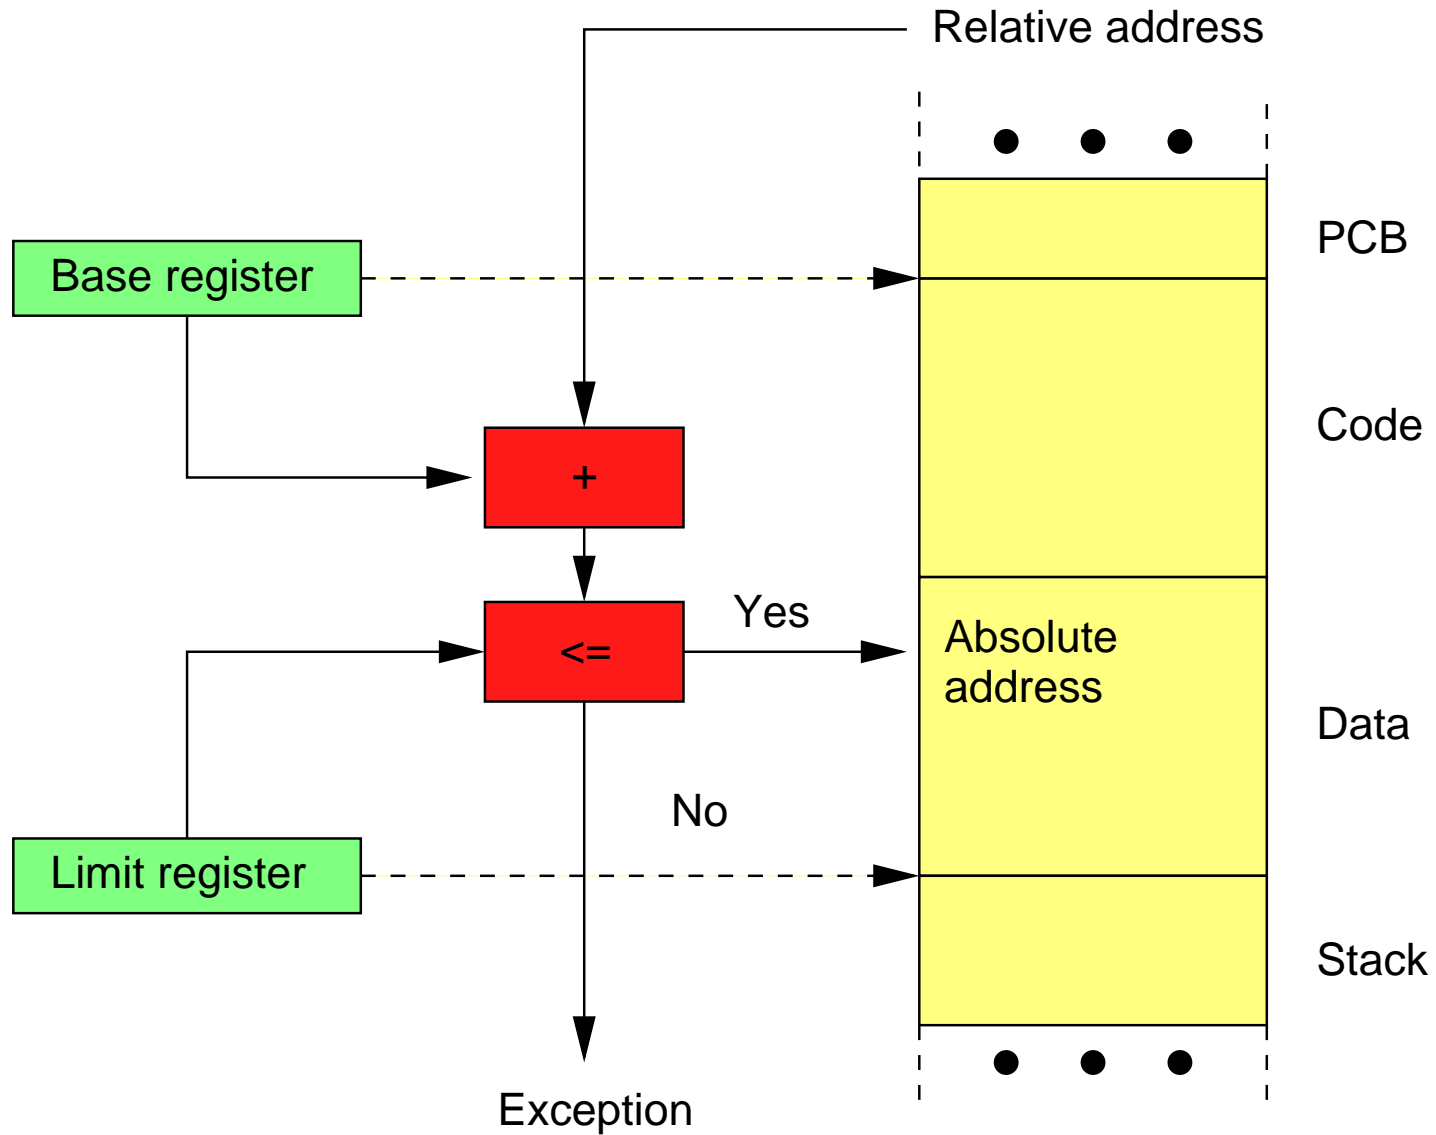 Relative address
PCB
Base register
Code
+
Yes
<=
Absolute
address
Data
No
Limit register
Stack
Exception